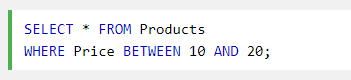 SELECT * FROM Products
WHERE Price BETWEEN 10 AND 20;